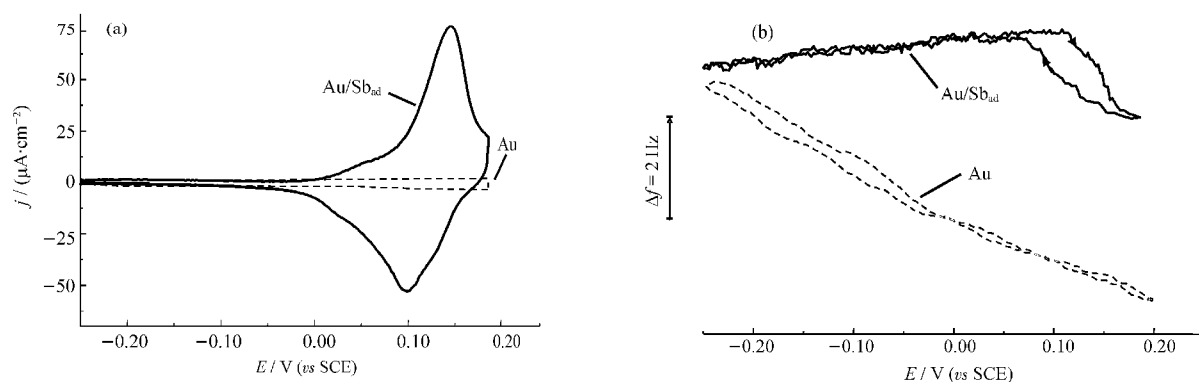 (a)
75
50
25
0
−25
−50
j / (μA·cm⁻²)
Au/Sbad
Au
−0.20
−0.10
0.00
0.10
0.20
E / V (vs SCE)
(b)
Au/Sbad
Au
Δf = 2 Hz
−0.20
−0.10
0.00
0.10
0.20
E / V (vs SCE)